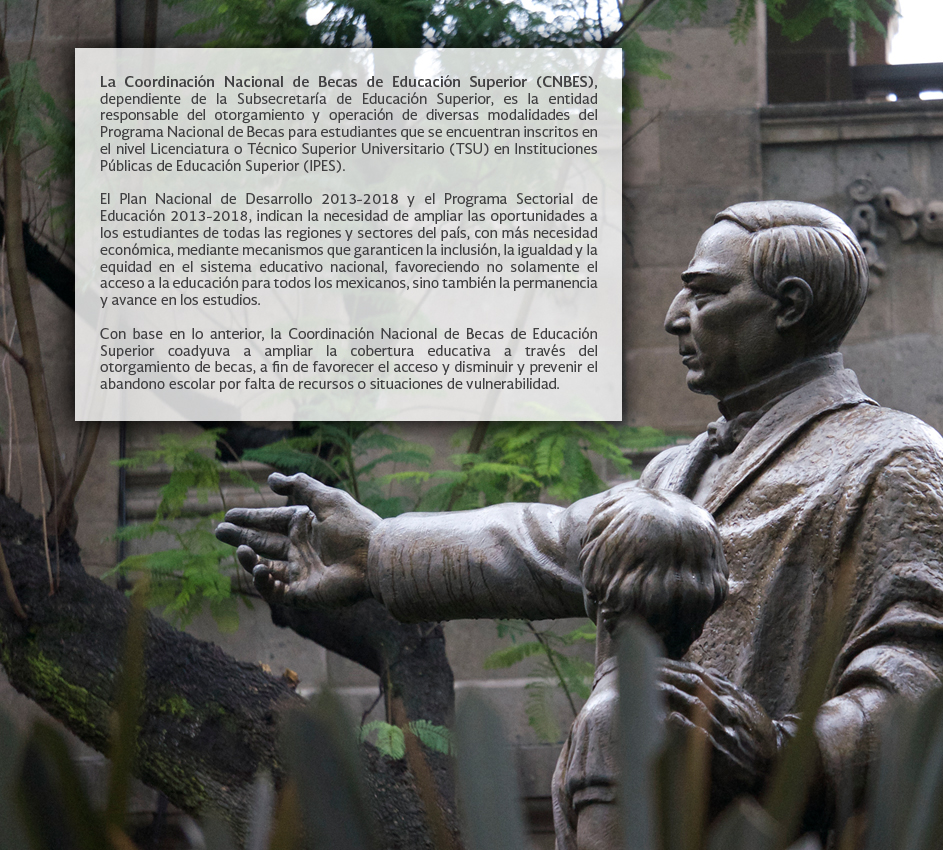 La Coordinación Nacional de Becas de Educación Superior (CNBES),
dependiente de la Subsecretaría de Educación Superior, es la entidad
responsable del otorgamiento y operación de diversas modalidades del
Programa Nacional de Becas para estudiantes que se encuentran inscritos en
el nivel Licenciatura o Técnico Superior Universitario (TSU) en Instituciones
Públicas de Educación Superior (IPES).
El Plan Nacional de Desarrollo 2013-2018 y el Programa Sectorial de
Educación 2013-2018, indican la necesidad de ampliar las oportunidades a
los estudiantes de todas las regiones y sectores del país, con más necesidad
económica, mediante mecanismos que garanticen la inclusión, la igualdad y la
equidad en el sistema educativo nacional, favoreciendo no solamente el
acceso a la educación para todos los mexicanos, sino también la permanencia
y avance en los estudios.
Con base en lo anterior, la Coordinación Nacional de Becas de Educación
Superior coadyuva a ampliar la cobertura educativa a través del
otorgamiento de becas, a fin de favorecer el acceso y disminuir y prevenir el
abandono escolar por falta de recursos o situaciones de vulnerabilidad.